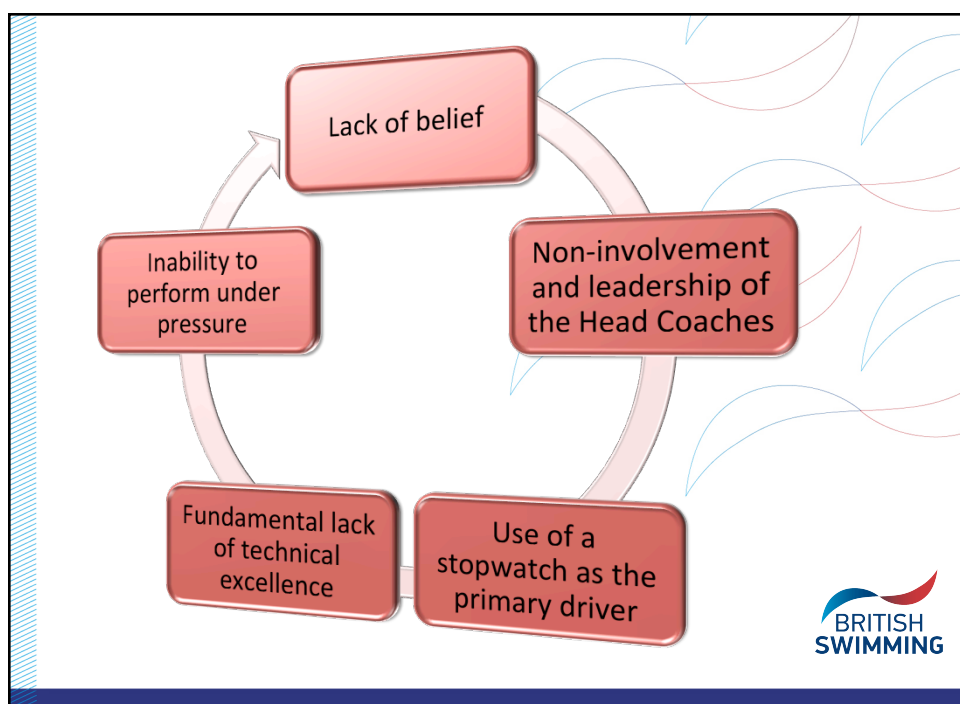 Lack of belief
Non-involvement
and leadership of
the Head Coaches
Use of a
stopwatch as the
primary driver
Fundamental lack
of technical
excellence
Inability to
perform under
pressure
BRITISH
SWIMMING